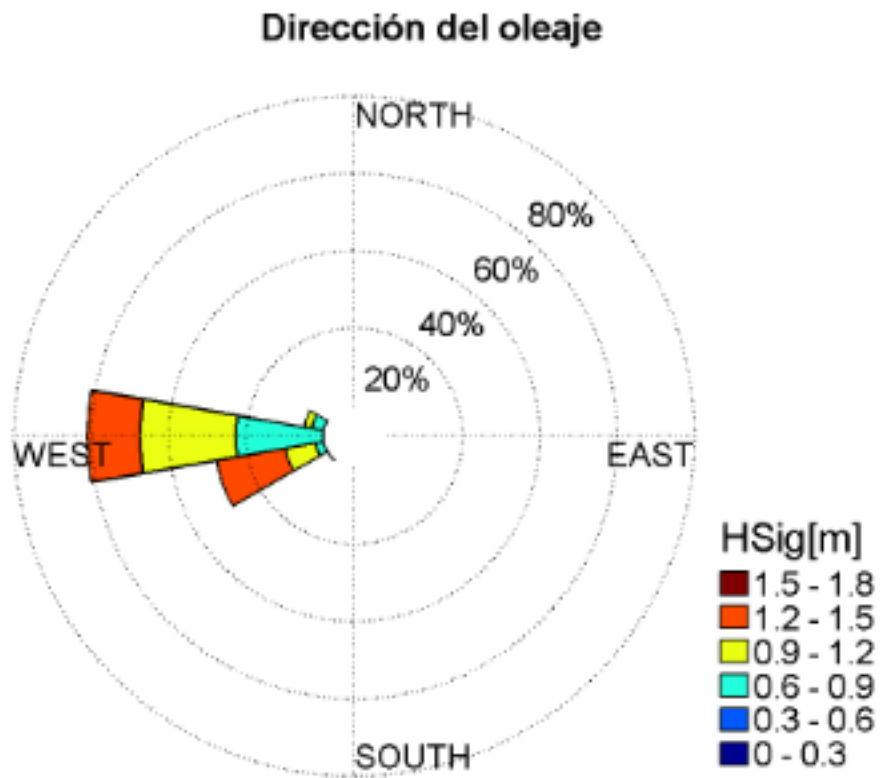 Dirección del oleaje
NORTH
80%
60%
40%
20%
WEST
EAST
SOUTH
HSig[m]
1.5 - 1.8
1.2 - 1.5
0.9 - 1.2
0.6 - 0.9
0.3 - 0.6
0 - 0.3